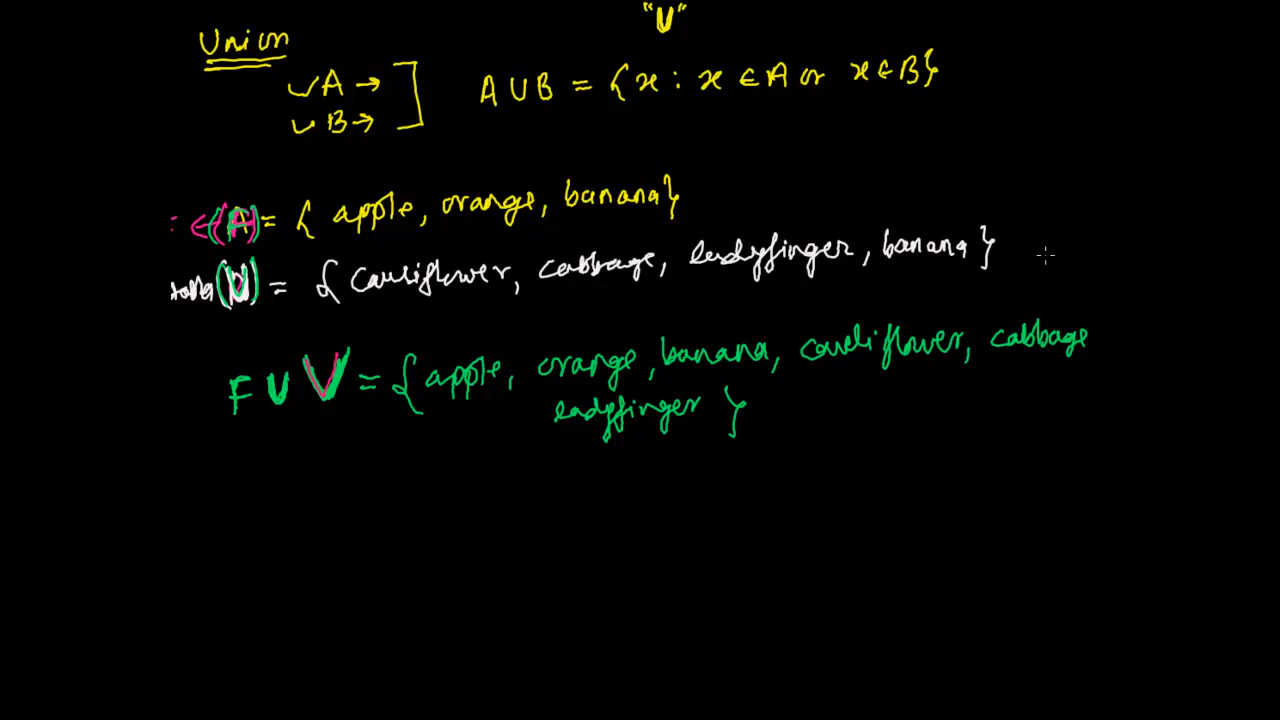 "U"
Union
A →
B →
A U B = { x : x ∈ A or x ∈ B}
(A) = { apple, orange, banana}
= { Cauliflower, cabbage, ladyfinger, banana }
F U V = { apple, orange, banana, cauliflower, cabbage
ladyfinger }